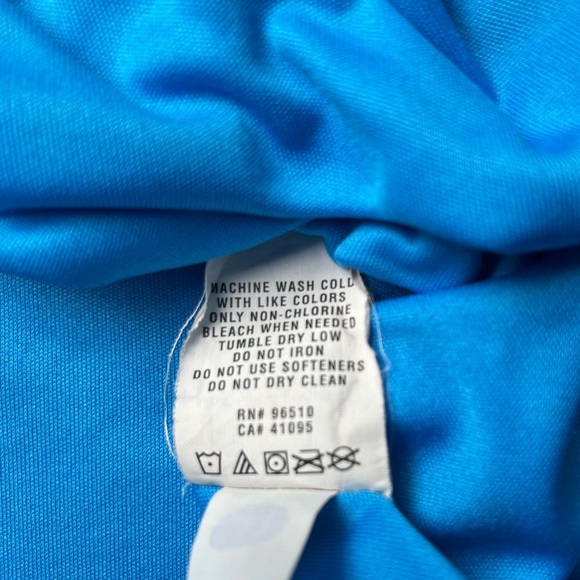 MACHINE WASH COLD
WITH LIKE COLORS
ONLY NON-CHLORINE
BLEACH WHEN NEEDED
TUMBLE DRY LOW
DO NOT IRON
DO NOT USE SOFTENERS
DO NOT DRY CLEAN
RN# 96510
CA# 41095